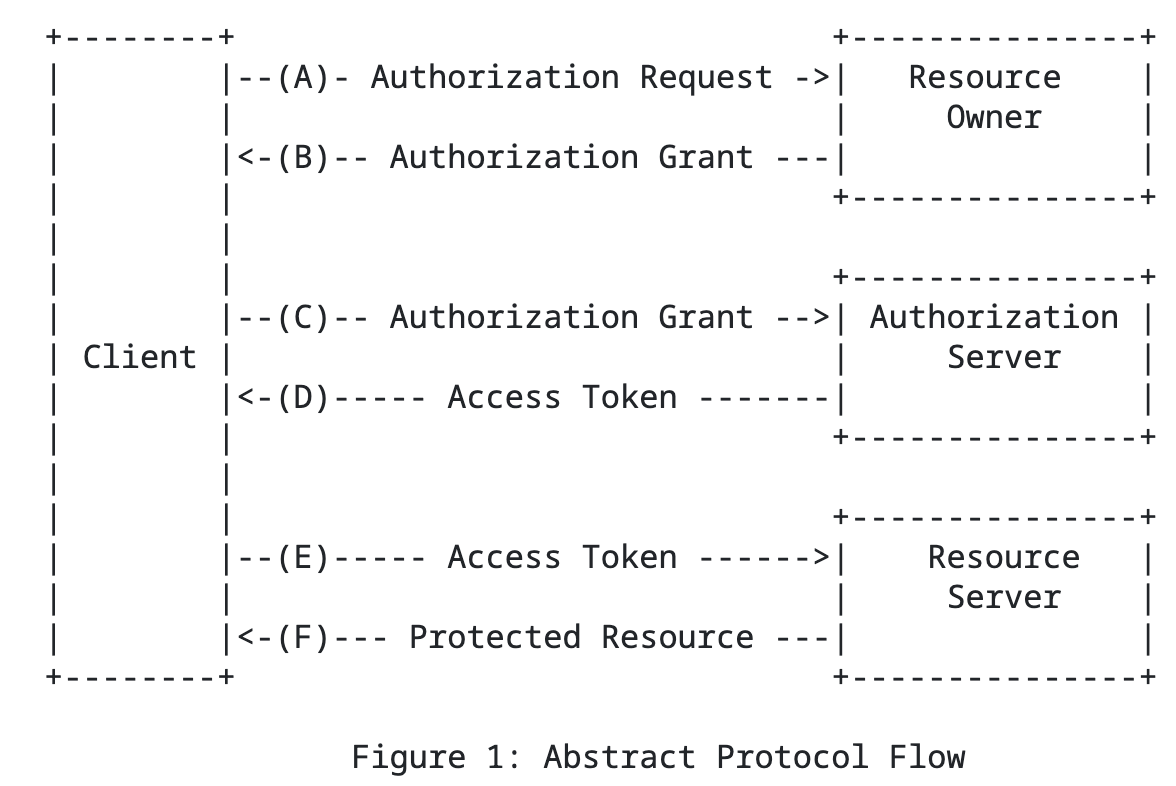 +--------+                               +---------------+
|        |--(A)- Authorization Request ->|   Resource    |
|        |                               |     Owner     |
|        |<-(B)-- Authorization Grant ---|               |
|        |                               +---------------+
|        |
|        |                               +---------------+
|        |--(C)-- Authorization Grant -->| Authorization |
| Client |                               |     Server    |
|        |<-(D)----- Access Token -------|               |
|        |                               +---------------+
|        |
|        |                               +---------------+
|        |--(E)----- Access Token ------>|    Resource   |
|        |                               |     Server    |
|        |<-(F)--- Protected Resource ---|               |
+--------+                               +---------------+

Figure 1: Abstract Protocol Flow